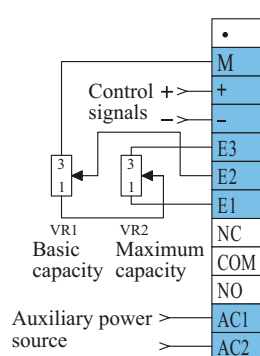 •
M
Control +
+
signals
−
−
E3
3
3
E2
1
1
E1
VR1
VR2
NC
Basic
Maximum
capacity
capacity
COM
NO
Auxiliary power
AC1
source
AC2